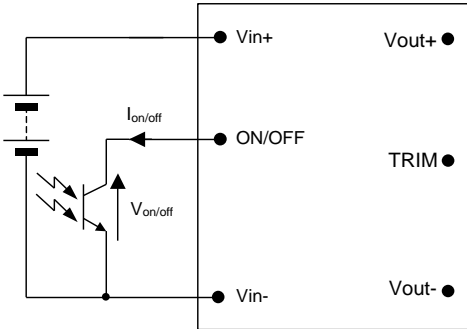 Vin+
Vout+
Ion/off
ON/OFF
TRIM
Von/off
Vin-
Vout-